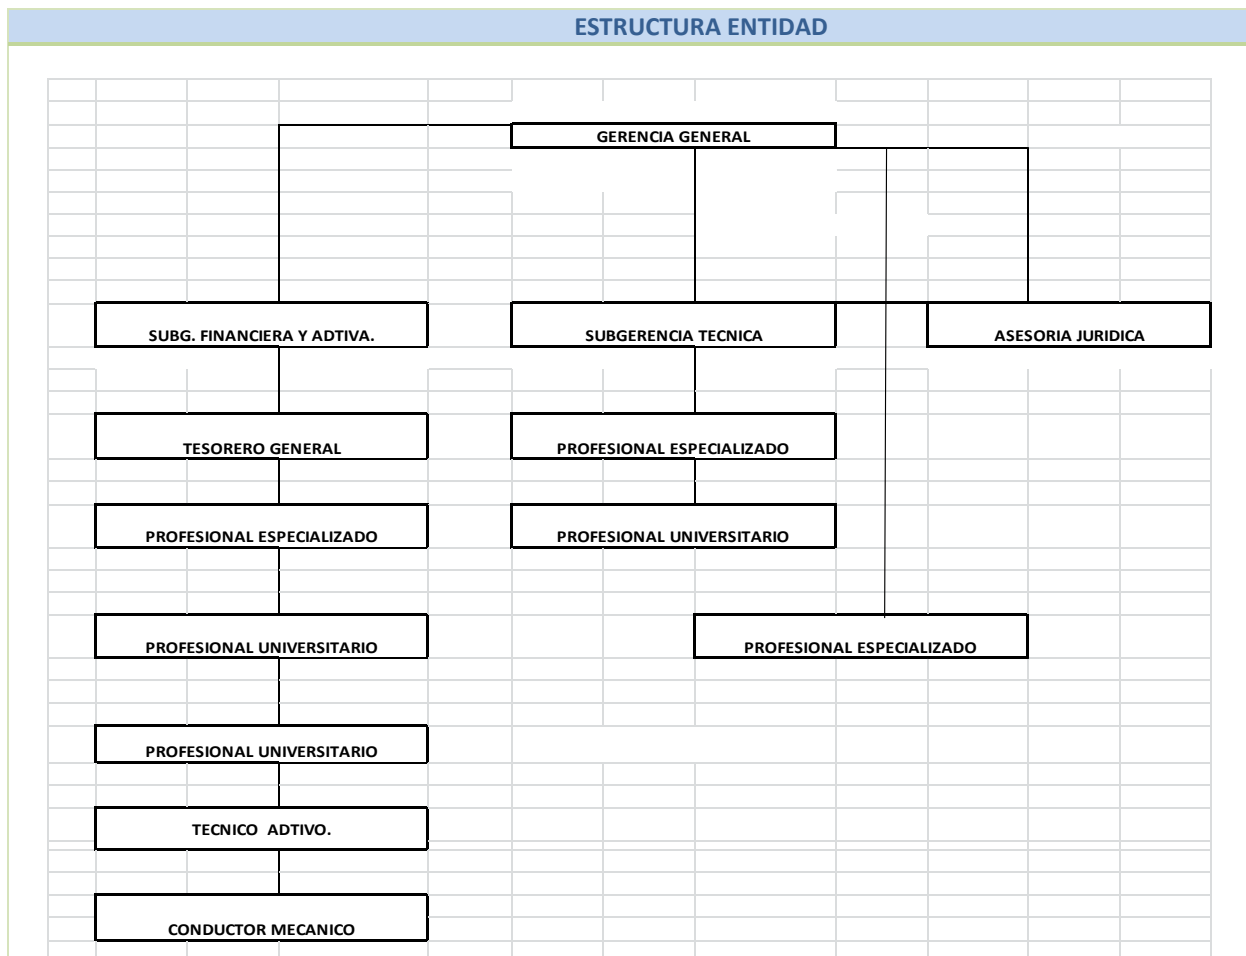 ESTRUCTURA ENTIDAD
GERENCIA GENERAL
SUBG. FINANCIERA Y ADTIVA.
SUBGERENCIA TECNICA
ASESORIA JURIDICA
TESORERO GENERAL
PROFESIONAL ESPECIALIZADO
PROFESIONAL ESPECIALIZADO
PROFESIONAL UNIVERSITARIO
PROFESIONAL UNIVERSITARIO
PROFESIONAL ESPECIALIZADO
PROFESIONAL UNIVERSITARIO
TECNICO ADTIVO.
CONDUCTOR MECANICO